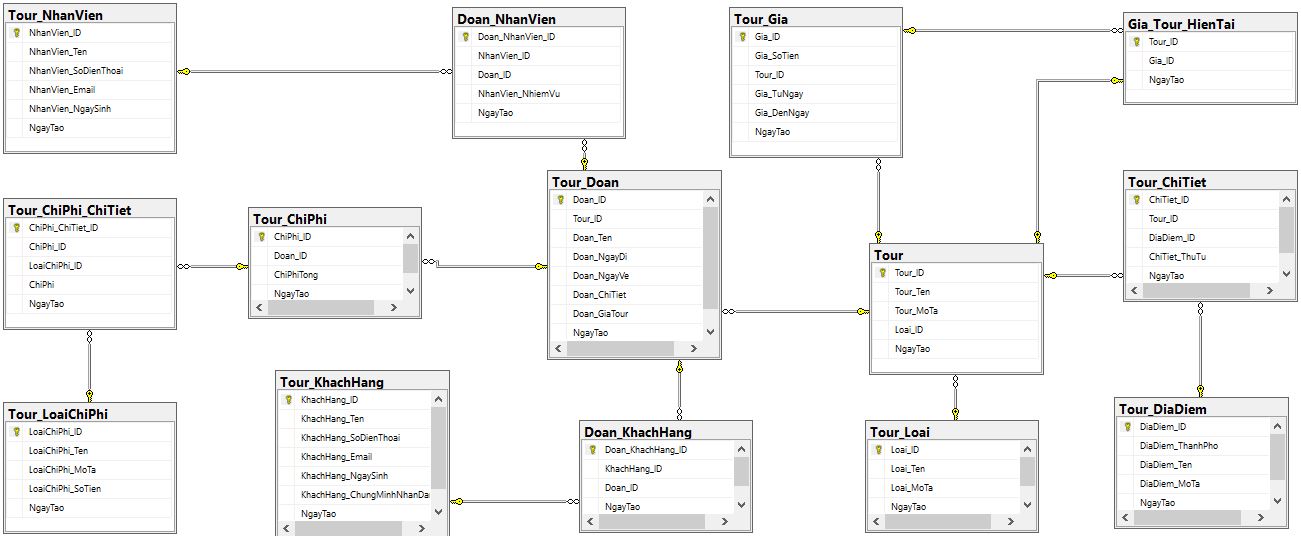 Tour_NhanVien
NhanVien_ID
NhanVien_Ten
NhanVien_SoDienThoai
NhanVien_Email
NhanVien_NgaySinh
NgayTao
Doan_NhanVien
Doan_NhanVien_ID
NhanVien_ID
Doan_ID
NhanVien_NhiemVu
NgayTao
Tour_Gia
Gia_ID
Gia_SoTien
Tour_ID
Gia_TuNgay
Gia_DenNgay
NgayTao
Gia_Tour_HienTai
Tour_ID
Gia_ID
NgayTao
Tour_ChiPhi_ChiTiet
ChiPhi_ChiTiet_ID
ChiPhi_ID
LoaiChiPhi_ID
ChiPhi
NgayTao
Tour_ChiPhi
ChiPhi_ID
Doan_ID
ChiPhiTong
NgayTao
Tour_Doan
Doan_ID
Tour_ID
Doan_Ten
Doan_NgayDi
Doan_NgayVe
Doan_ChiTiet
Doan_GiaTour
NgayTao
Tour
Tour_ID
Tour_Ten
Tour_MoTa
Loai_ID
NgayTao
Tour_ChiTiet
ChiTiet_ID
Tour_ID
DiaDiem_ID
ChiTiet_ThuTu
NgayTao
Tour_LoaiChiPhi
LoaiChiPhi_ID
LoaiChiPhi_Ten
LoaiChiPhi_MoTa
LoaiChiPhi_SoTien
NgayTao
Tour_KhachHang
KhachHang_ID
KhachHang_Ten
KhachHang_SoDienThoai
KhachHang_Email
KhachHang_NgaySinh
KhachHang_ChungMinhNhanDa
NgayTao
Doan_KhachHang
Doan_KhachHang_ID
KhachHang_ID
Doan_ID
NgayTao
Tour_Loai
Loai_ID
Loai_Ten
Loai_MoTa
NgayTao
Tour_DiaDiem
DiaDiem_ID
DiaDiem_ThanhPho
DiaDiem_Ten
DiaDiem_MoTa
NgayTao